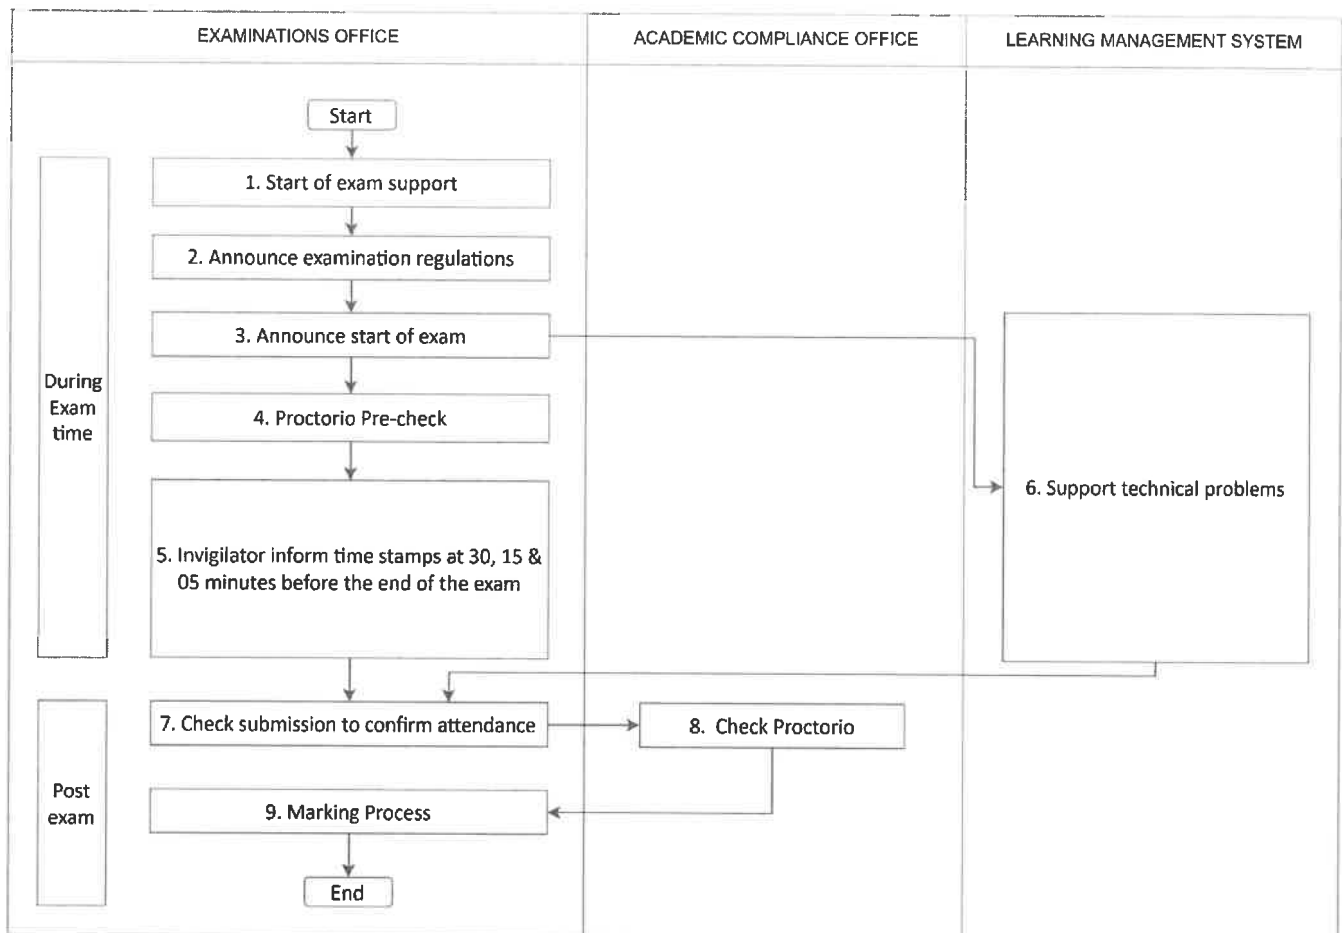 EXAMINATIONS OFFICE
ACADEMIC COMPLIANCE OFFICE
LEARNING MANAGEMENT SYSTEM
Start
During
Exam
time
1. Start of exam support
2. Announce examination regulations
3. Announce start of exam
4. Proctorio Pre-check
5. Invigilator inform time stamps at 30, 15 &
05 minutes before the end of the exam
6. Support technical problems
Post
exam
7. Check submission to confirm attendance
8. Check Proctorio
9. Marking Process
End